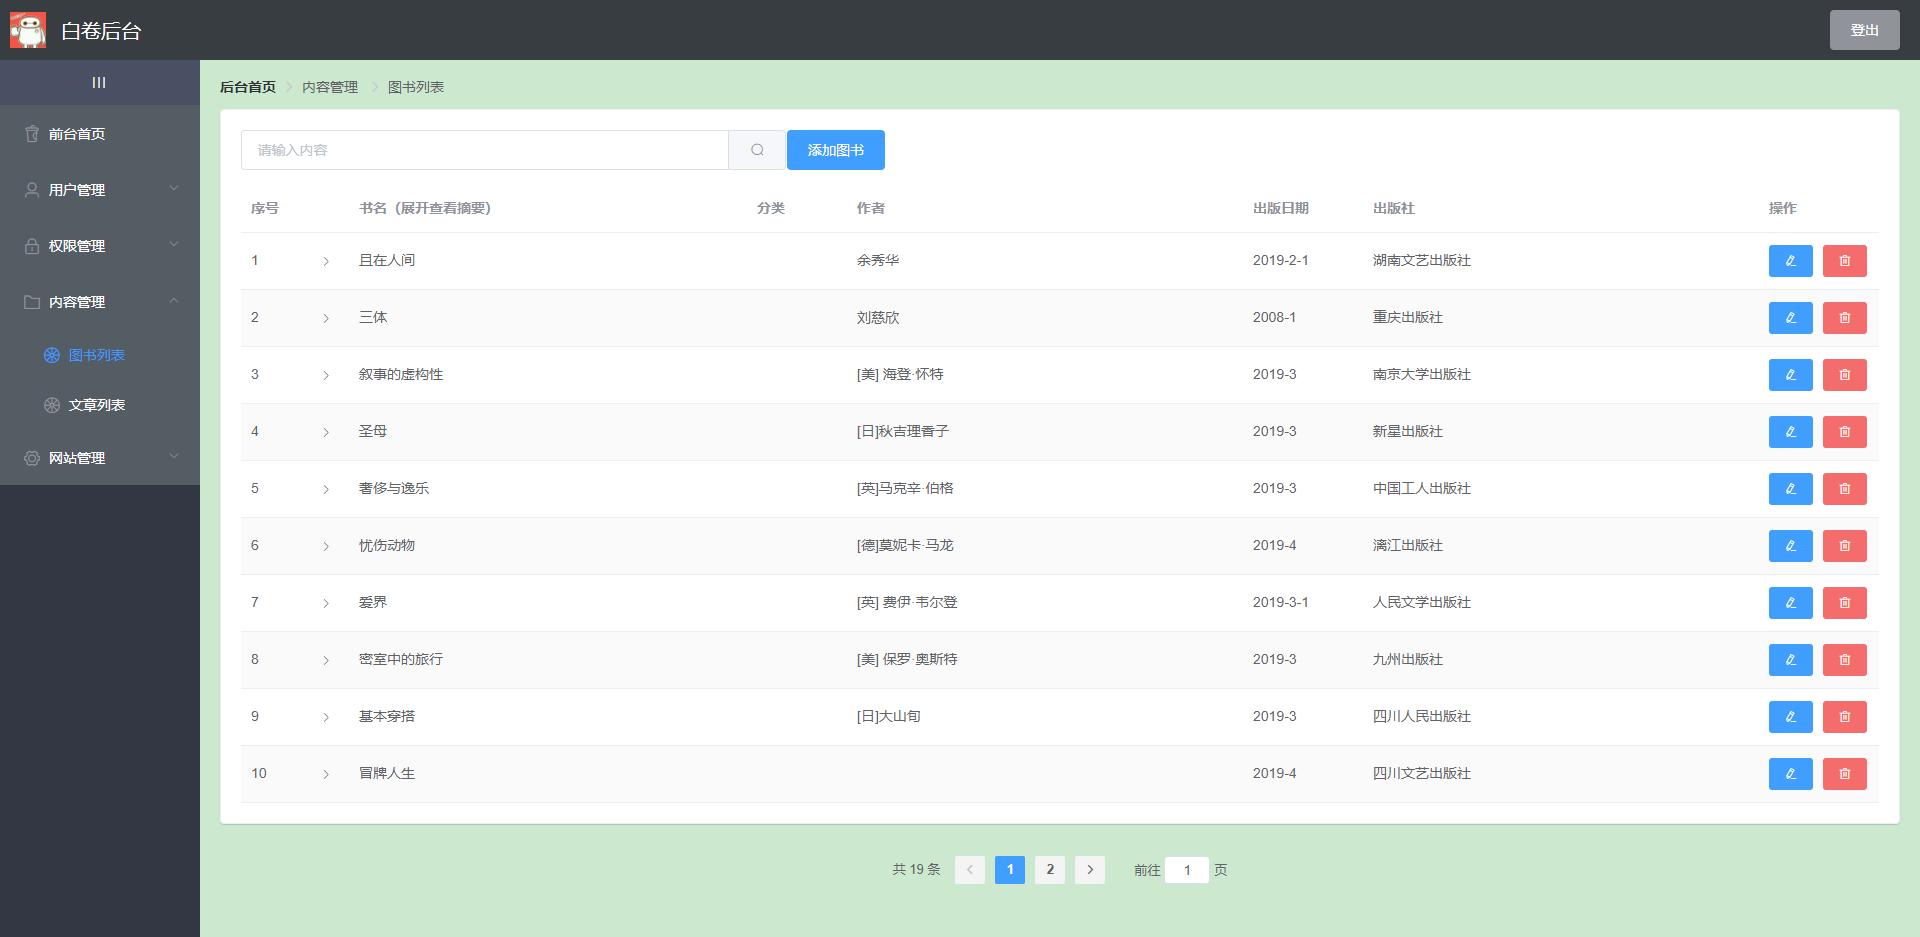 白卷后台
登出
前台首页
用户管理
权限管理
内容管理
图书列表
文章列表
网站管理
后台首页 内容管理 图书列表
请输入内容 添加图书
序号 书名（展开查看摘要） 分类 作者 出版日期 出版社 操作
1 且在人间 余秀华 2019-2-1 湖南文艺出版社
2 三体 刘慈欣 2008-1 重庆出版社
3 叙事的虚构性 [美] 海登·怀特 2019-3 南京大学出版社
4 圣母 [日]秋吉理香子 2019-3 新星出版社
5 奢侈与逸乐 [英]马克辛·伯格 2019-3 中国工人出版社
6 忧伤动物 [德]莫妮卡·马龙 2019-4 漓江出版社
7 爱界 [英] 费伊·韦尔登 2019-3-1 人民文学出版社
8 密室中的旅行 [美] 保罗·奥斯特 2019-3 九州出版社
9 基本穿搭 [日]大山旬 2019-3 四川人民出版社
10 冒牌人生 2019-4 四川文艺出版社
共 19 条 1 2 前往 1 页